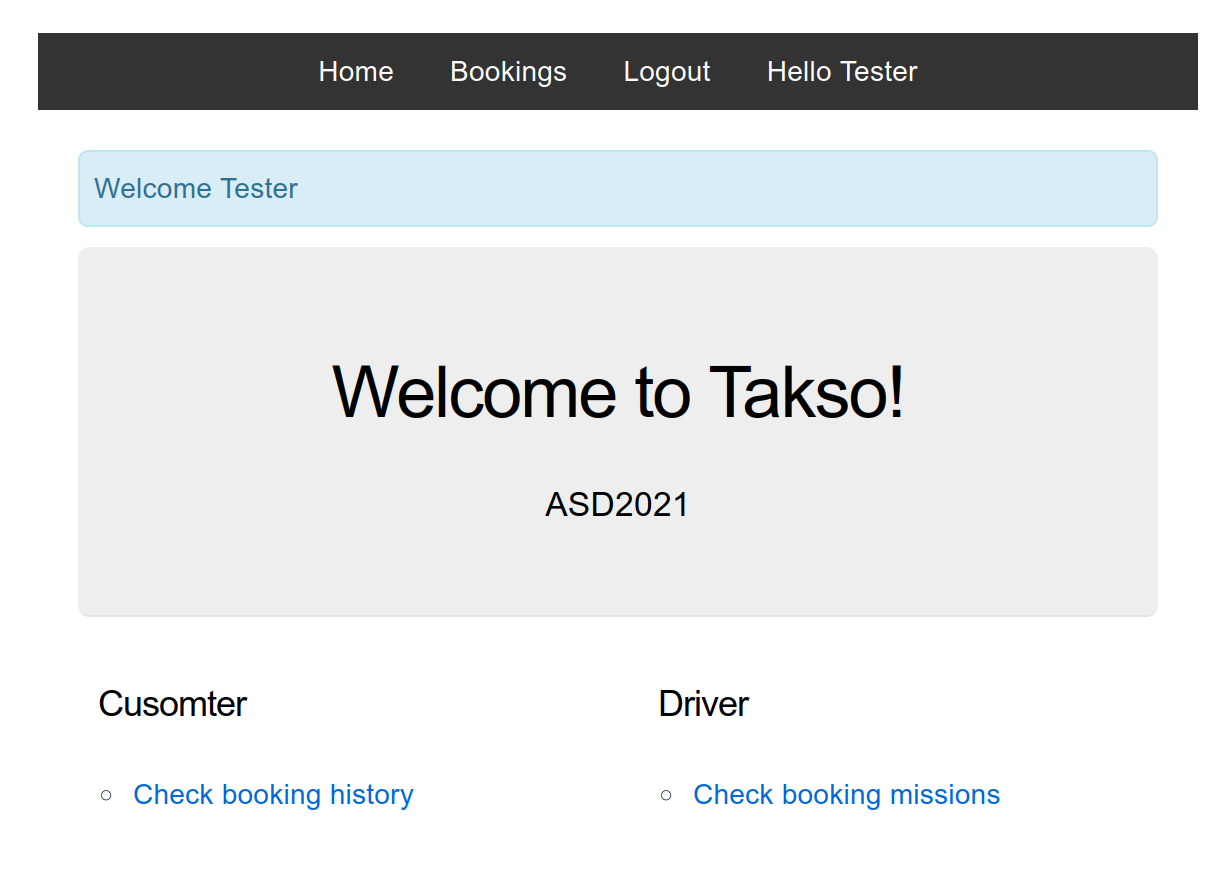 Home Bookings Logout Hello Tester
Welcome Tester
Welcome to Takso!
ASD2021
Cusomter
Check booking history
Driver
Check booking missions